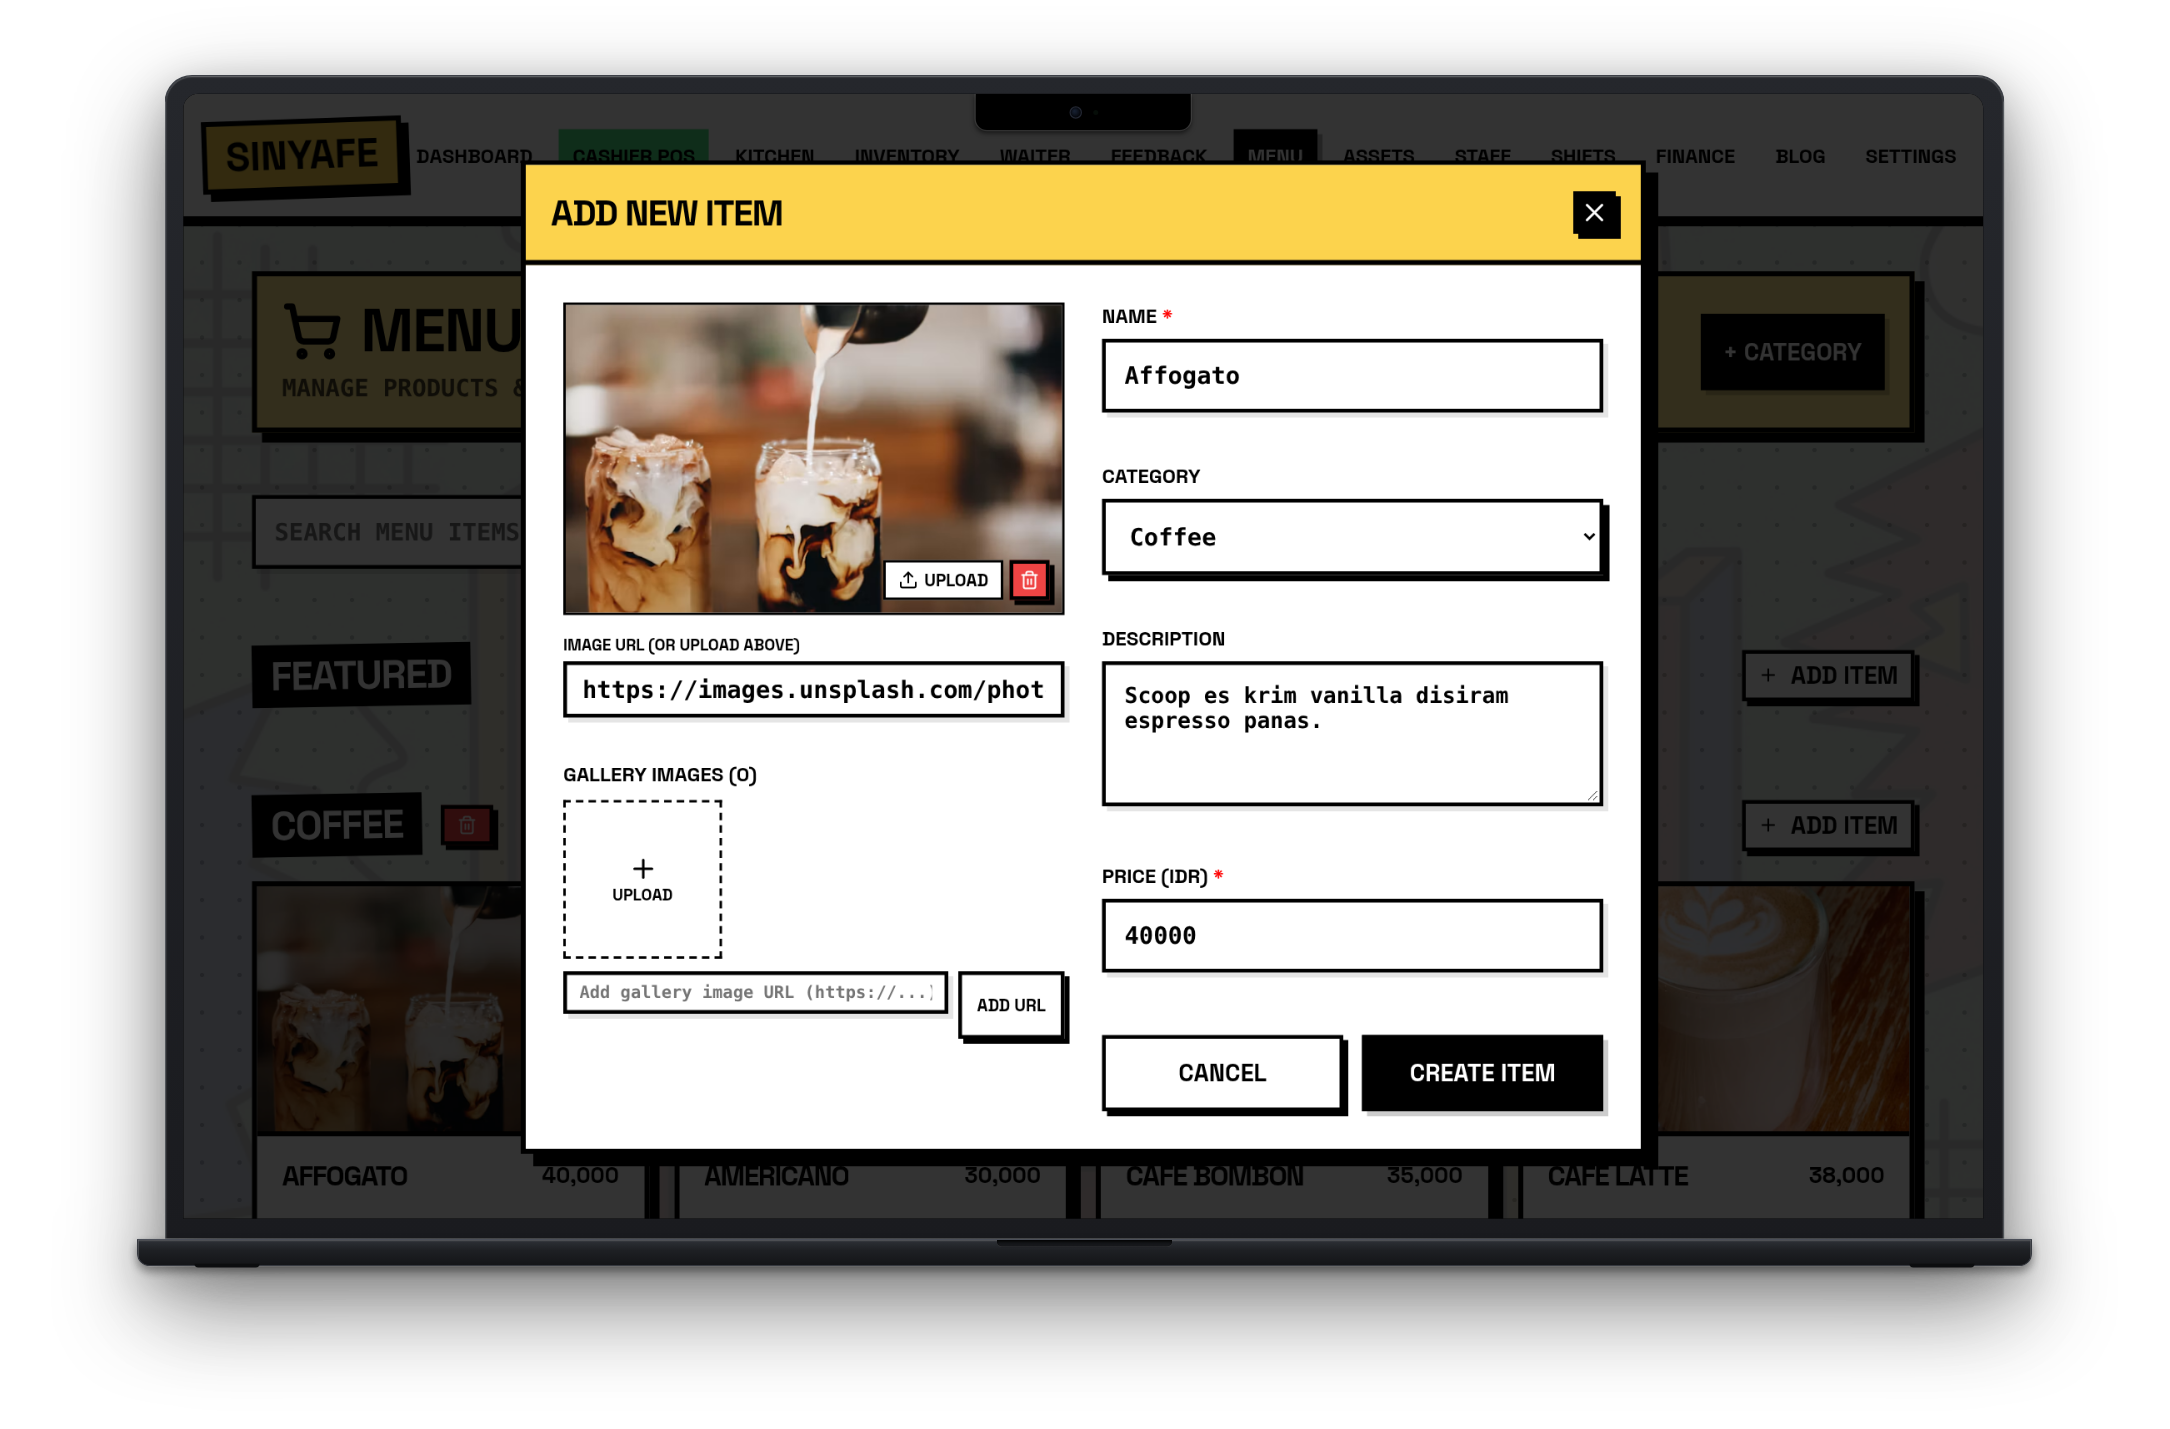 SINYAFE
DASHBOARD
CASHIER POS
KITCHEN
INVENTORY
WAITER
FEEDBACK
MENU
ASSETS
STAFF
SHIFTS
FINANCE
BLOG
SETTINGS
ADD NEW ITEM
MENU
MANAGE PRODUCTS &
+ CATEGORY
SEARCH MENU ITEMS
FEATURED
+ ADD ITEM
COFFEE
+ ADD ITEM
UPLOAD
IMAGE URL (OR UPLOAD ABOVE)
https://images.unsplash.com/phot
GALLERY IMAGES (0)
+
UPLOAD
Add gallery image URL (https://...)
ADD URL
NAME *
Affogato
CATEGORY
Coffee
DESCRIPTION
Scoop es krim vanilla disiram
espresso panas.
PRICE (IDR) *
40000
CANCEL
CREATE ITEM
AFFOGATO 40,000
AMERICANO 30,000
CAFE BOMBON 35,000
CAFE LATTE 38,000